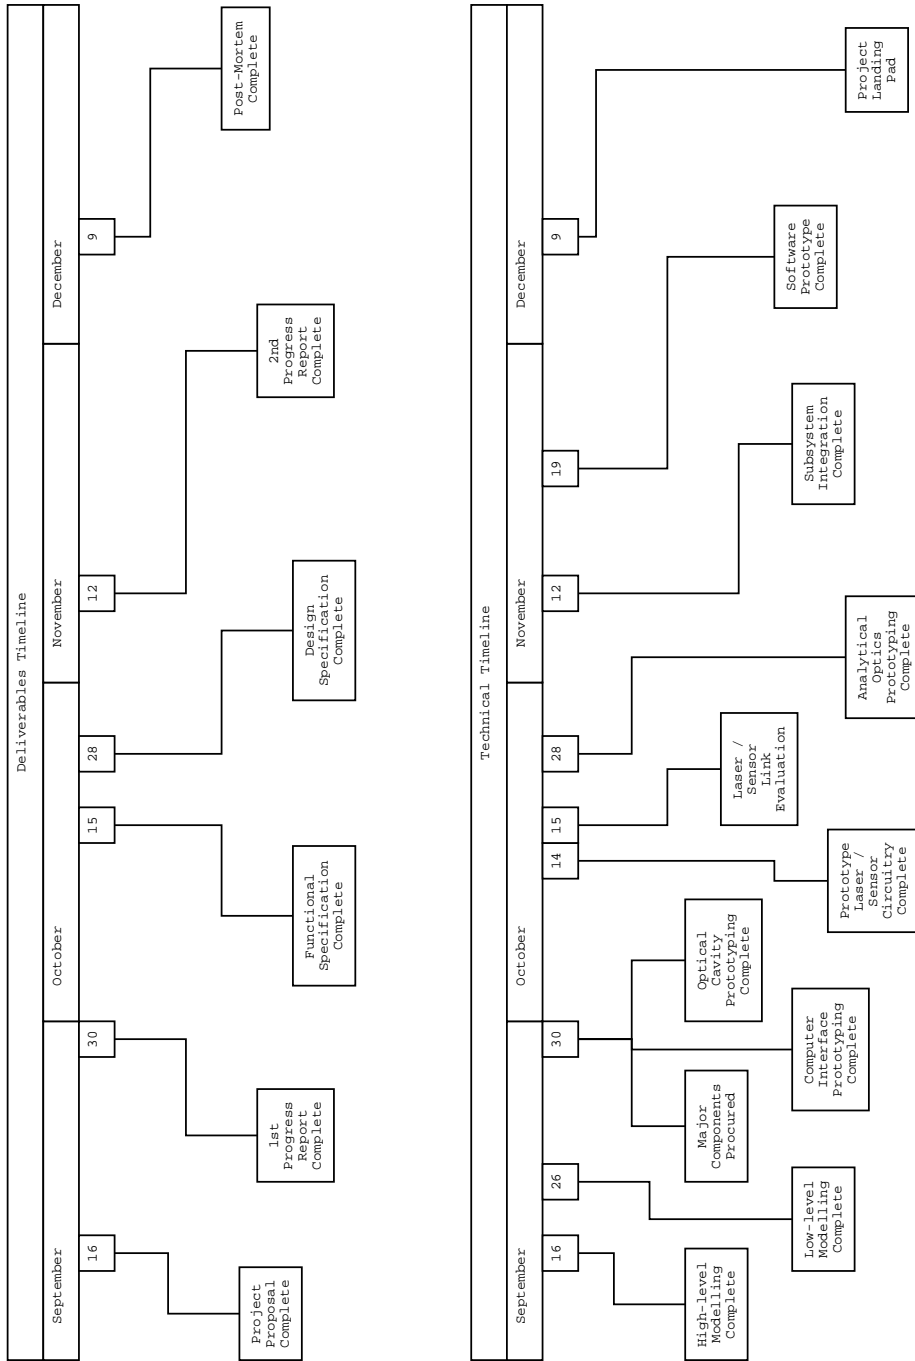 Deliverables Timeline
September
October
November
December
16
30
15
28
12
9
Project
Proposal
Complete
1st
Progress
Report
Complete
Functional
Specification
Complete
Design
Specification
Complete
2nd
Progress
Report
Complete
Post-Mortem
Complete
Technical Timeline
September
October
November
December
16
26
30
14
15
28
12
19
9
High-level
Modelling
Complete
Low-level
Modelling
Complete
Major
Components
Procured
Computer
Interface
Prototyping
Complete
Optical
Cavity
Prototyping
Complete
Prototype
Laser /
Sensor
Circuitry
Complete
Laser /
Sensor
Link
Evaluation
Analytical
Optics
Prototyping
Complete
Subsystem
Integration
Complete
Software
Prototype
Complete
Project
Landing
Pad